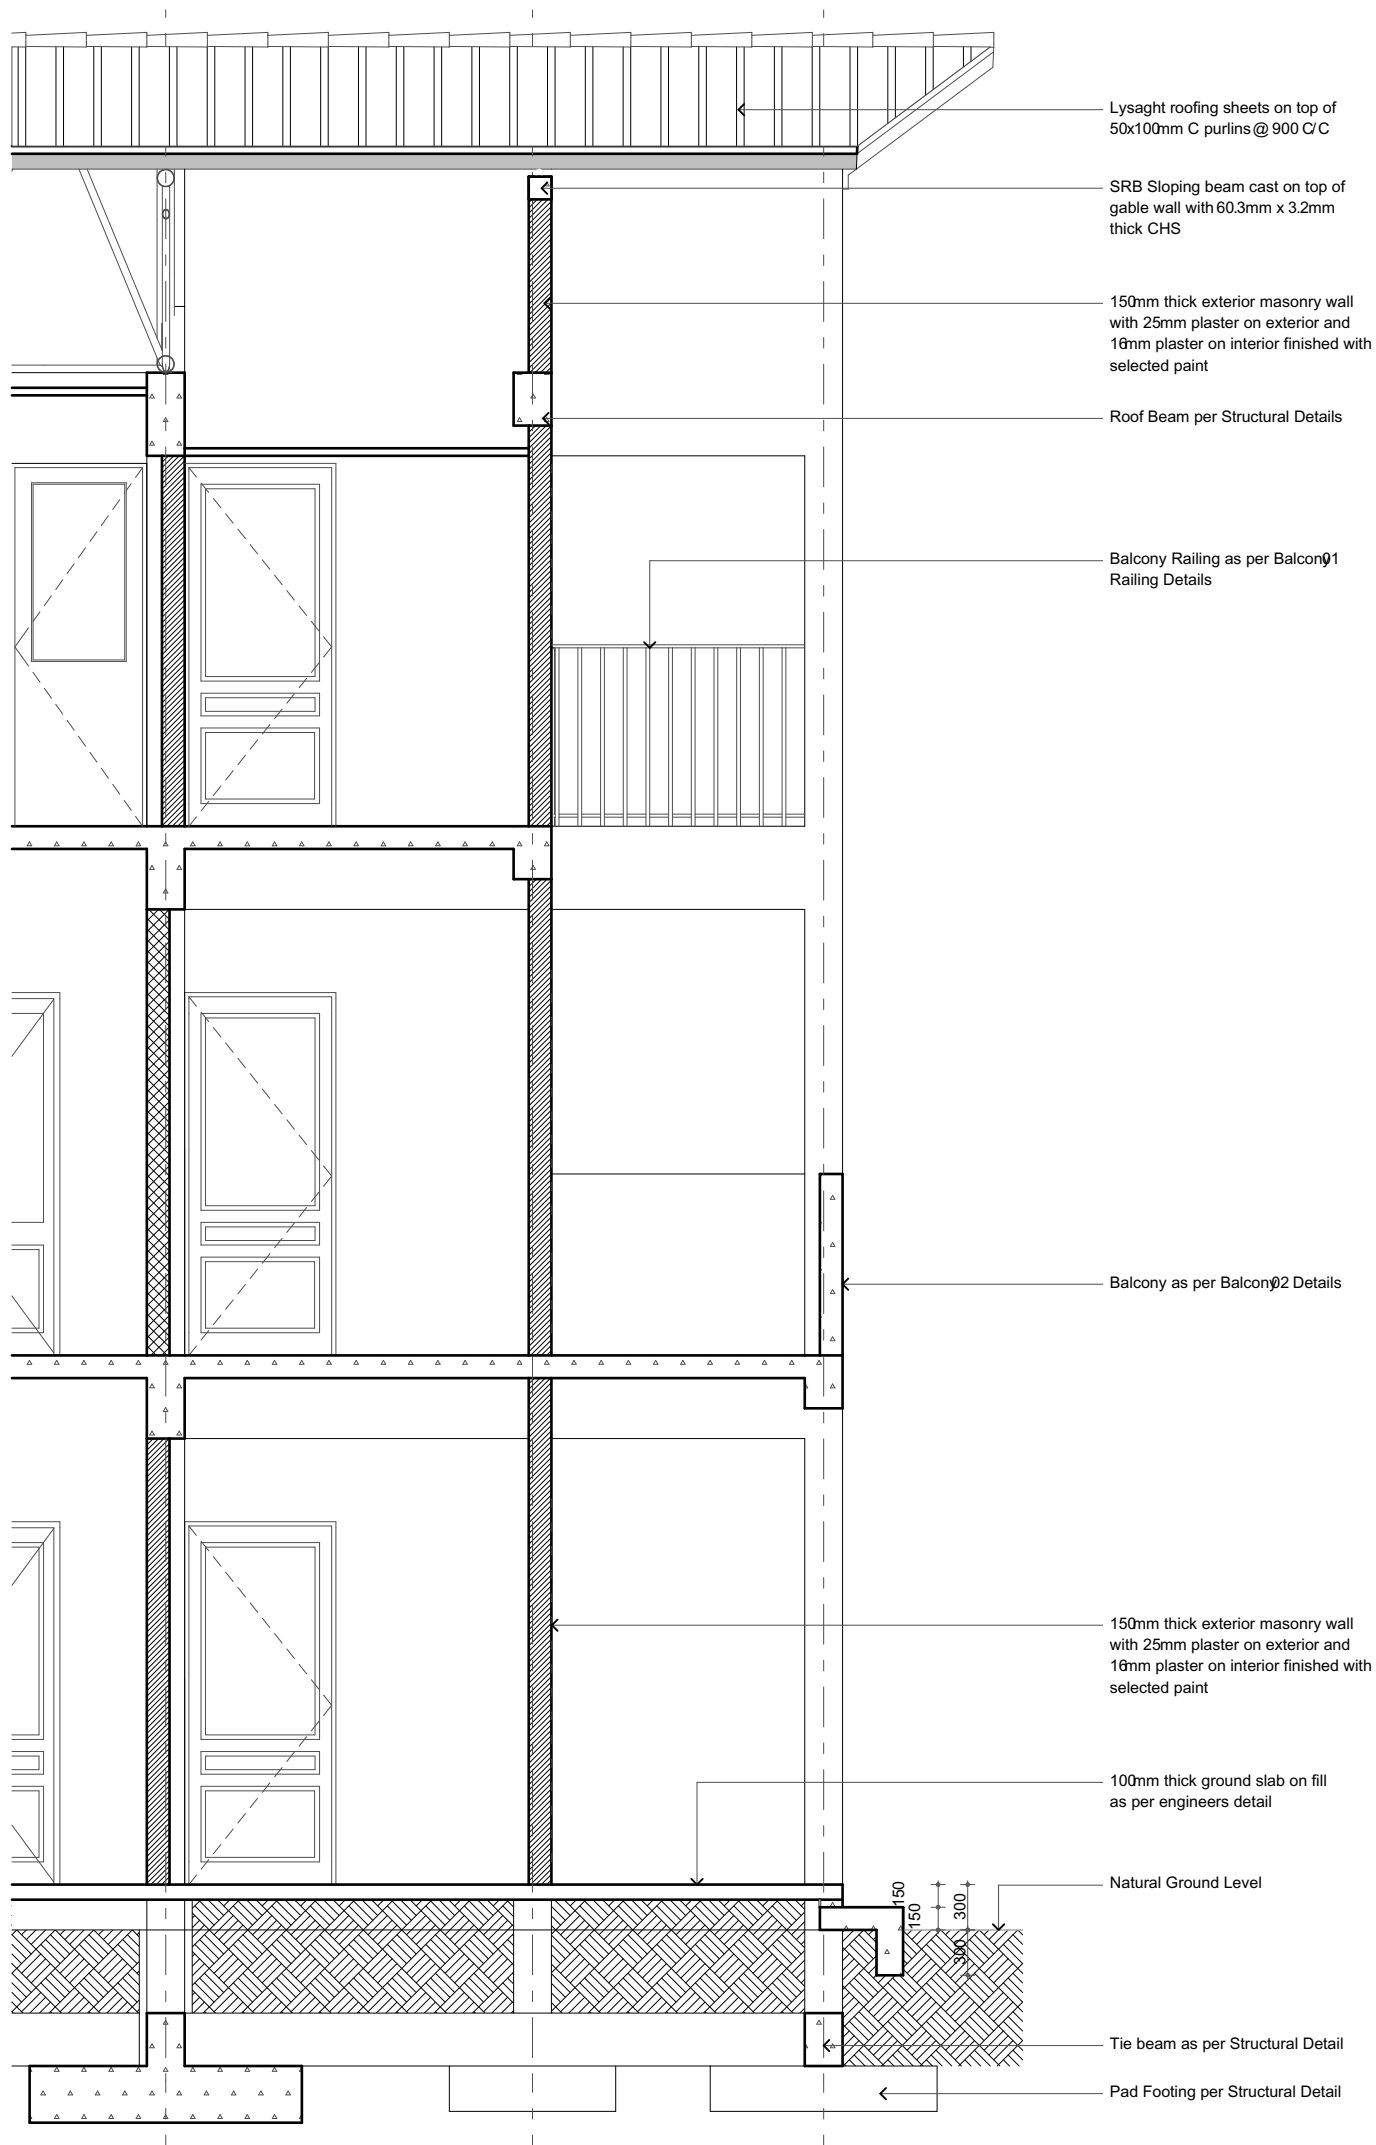 Lysaght roofing sheets on top of
50x100mm C purlins @ 900 C/C
SRB Sloping beam cast on top of
gable wall with 60.3mm x 3.2mm
thick CHS
150mm thick exterior masonry wall
with 25mm plaster on exterior and
16mm plaster on interior finished with
selected paint
Roof Beam per Structural Details
Balcony Railing as per Balcony01
Railing Details
Balcony as per Balcony02 Details
150mm thick exterior masonry wall
with 25mm plaster on exterior and
16mm plaster on interior finished with
selected paint
100mm thick ground slab on fill
as per engineers detail
Natural Ground Level
150
150
300
300
Tie beam as per Structural Detail
Pad Footing per Structural Detail